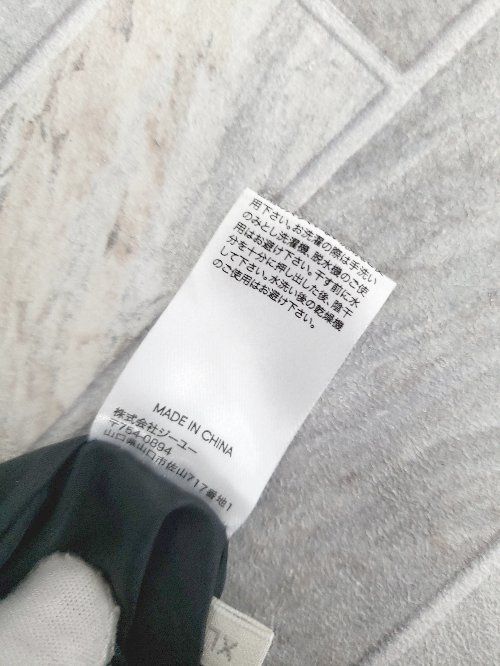 用下さい。お洗濯の際は手洗い
のみとし洗濯機、脱水機のご使
用はお避け下さい。干す前に水
分を十分に押し出した後、陰干
して下さい。水洗い後の乾燥機
のご使用はお避け下さい。
MADE IN CHINA
株式会社ジーユー
〒754-0894
山口県山口市佐山717番地1
XL